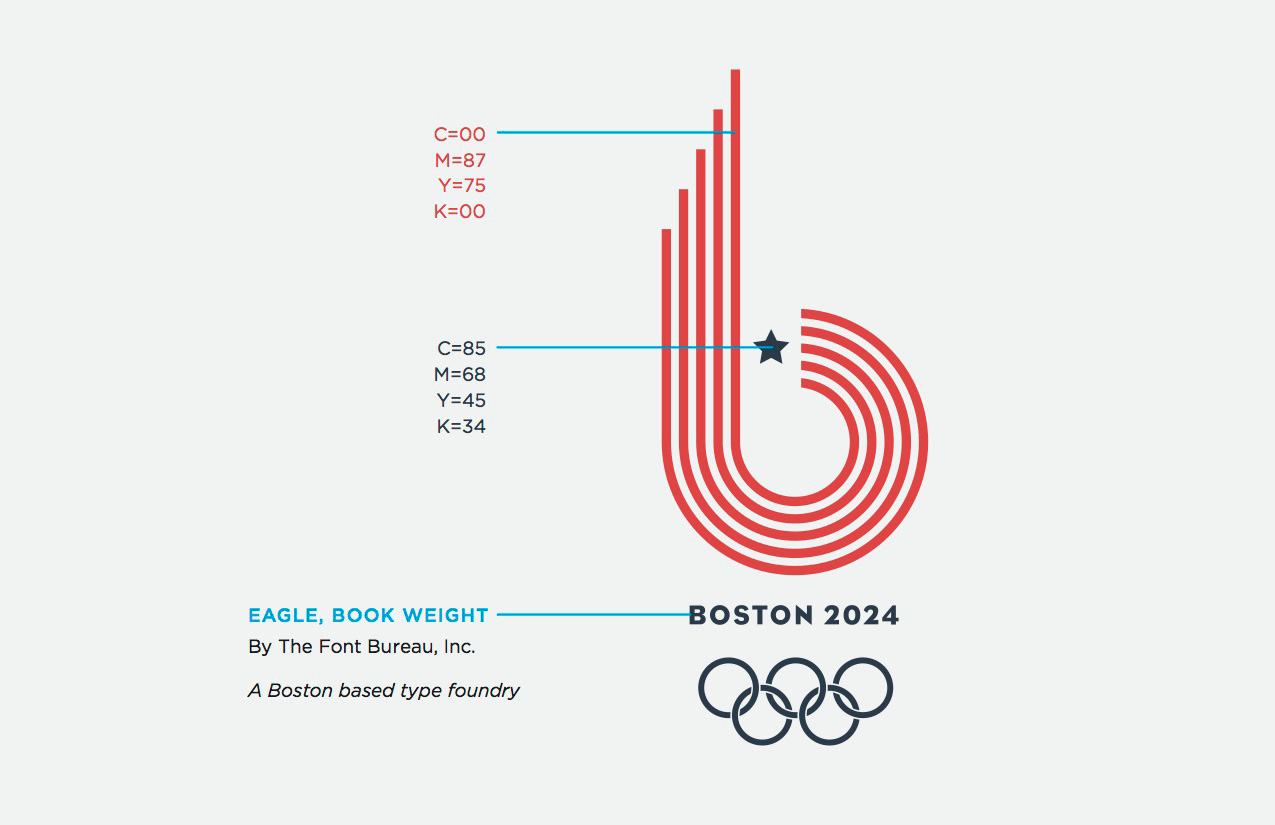 C=00
M=87
Y=75
K=00
C=85
M=68
Y=45
K=34
EAGLE, BOOK WEIGHT
By The Font Bureau, Inc.
A Boston based type foundry
BOSTON 2024